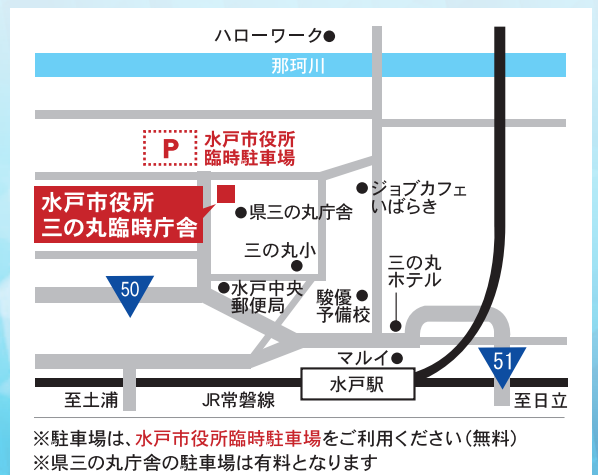 ハローワーク
那珂川
P
水戸市役所
臨時駐車場
水戸市役所
三の丸臨時庁舎
県三の丸庁舎
ジョブカフェ
いばらき
三の丸小
三の丸
ホテル
50
水戸中央
郵便局
駿優
予備校
マルイ
51
水戸駅
至土浦
JR常磐線
至日立
※駐車場は、水戸市役所臨時駐車場をご利用ください(無料)
※県三の丸庁舎の駐車場は有料となります